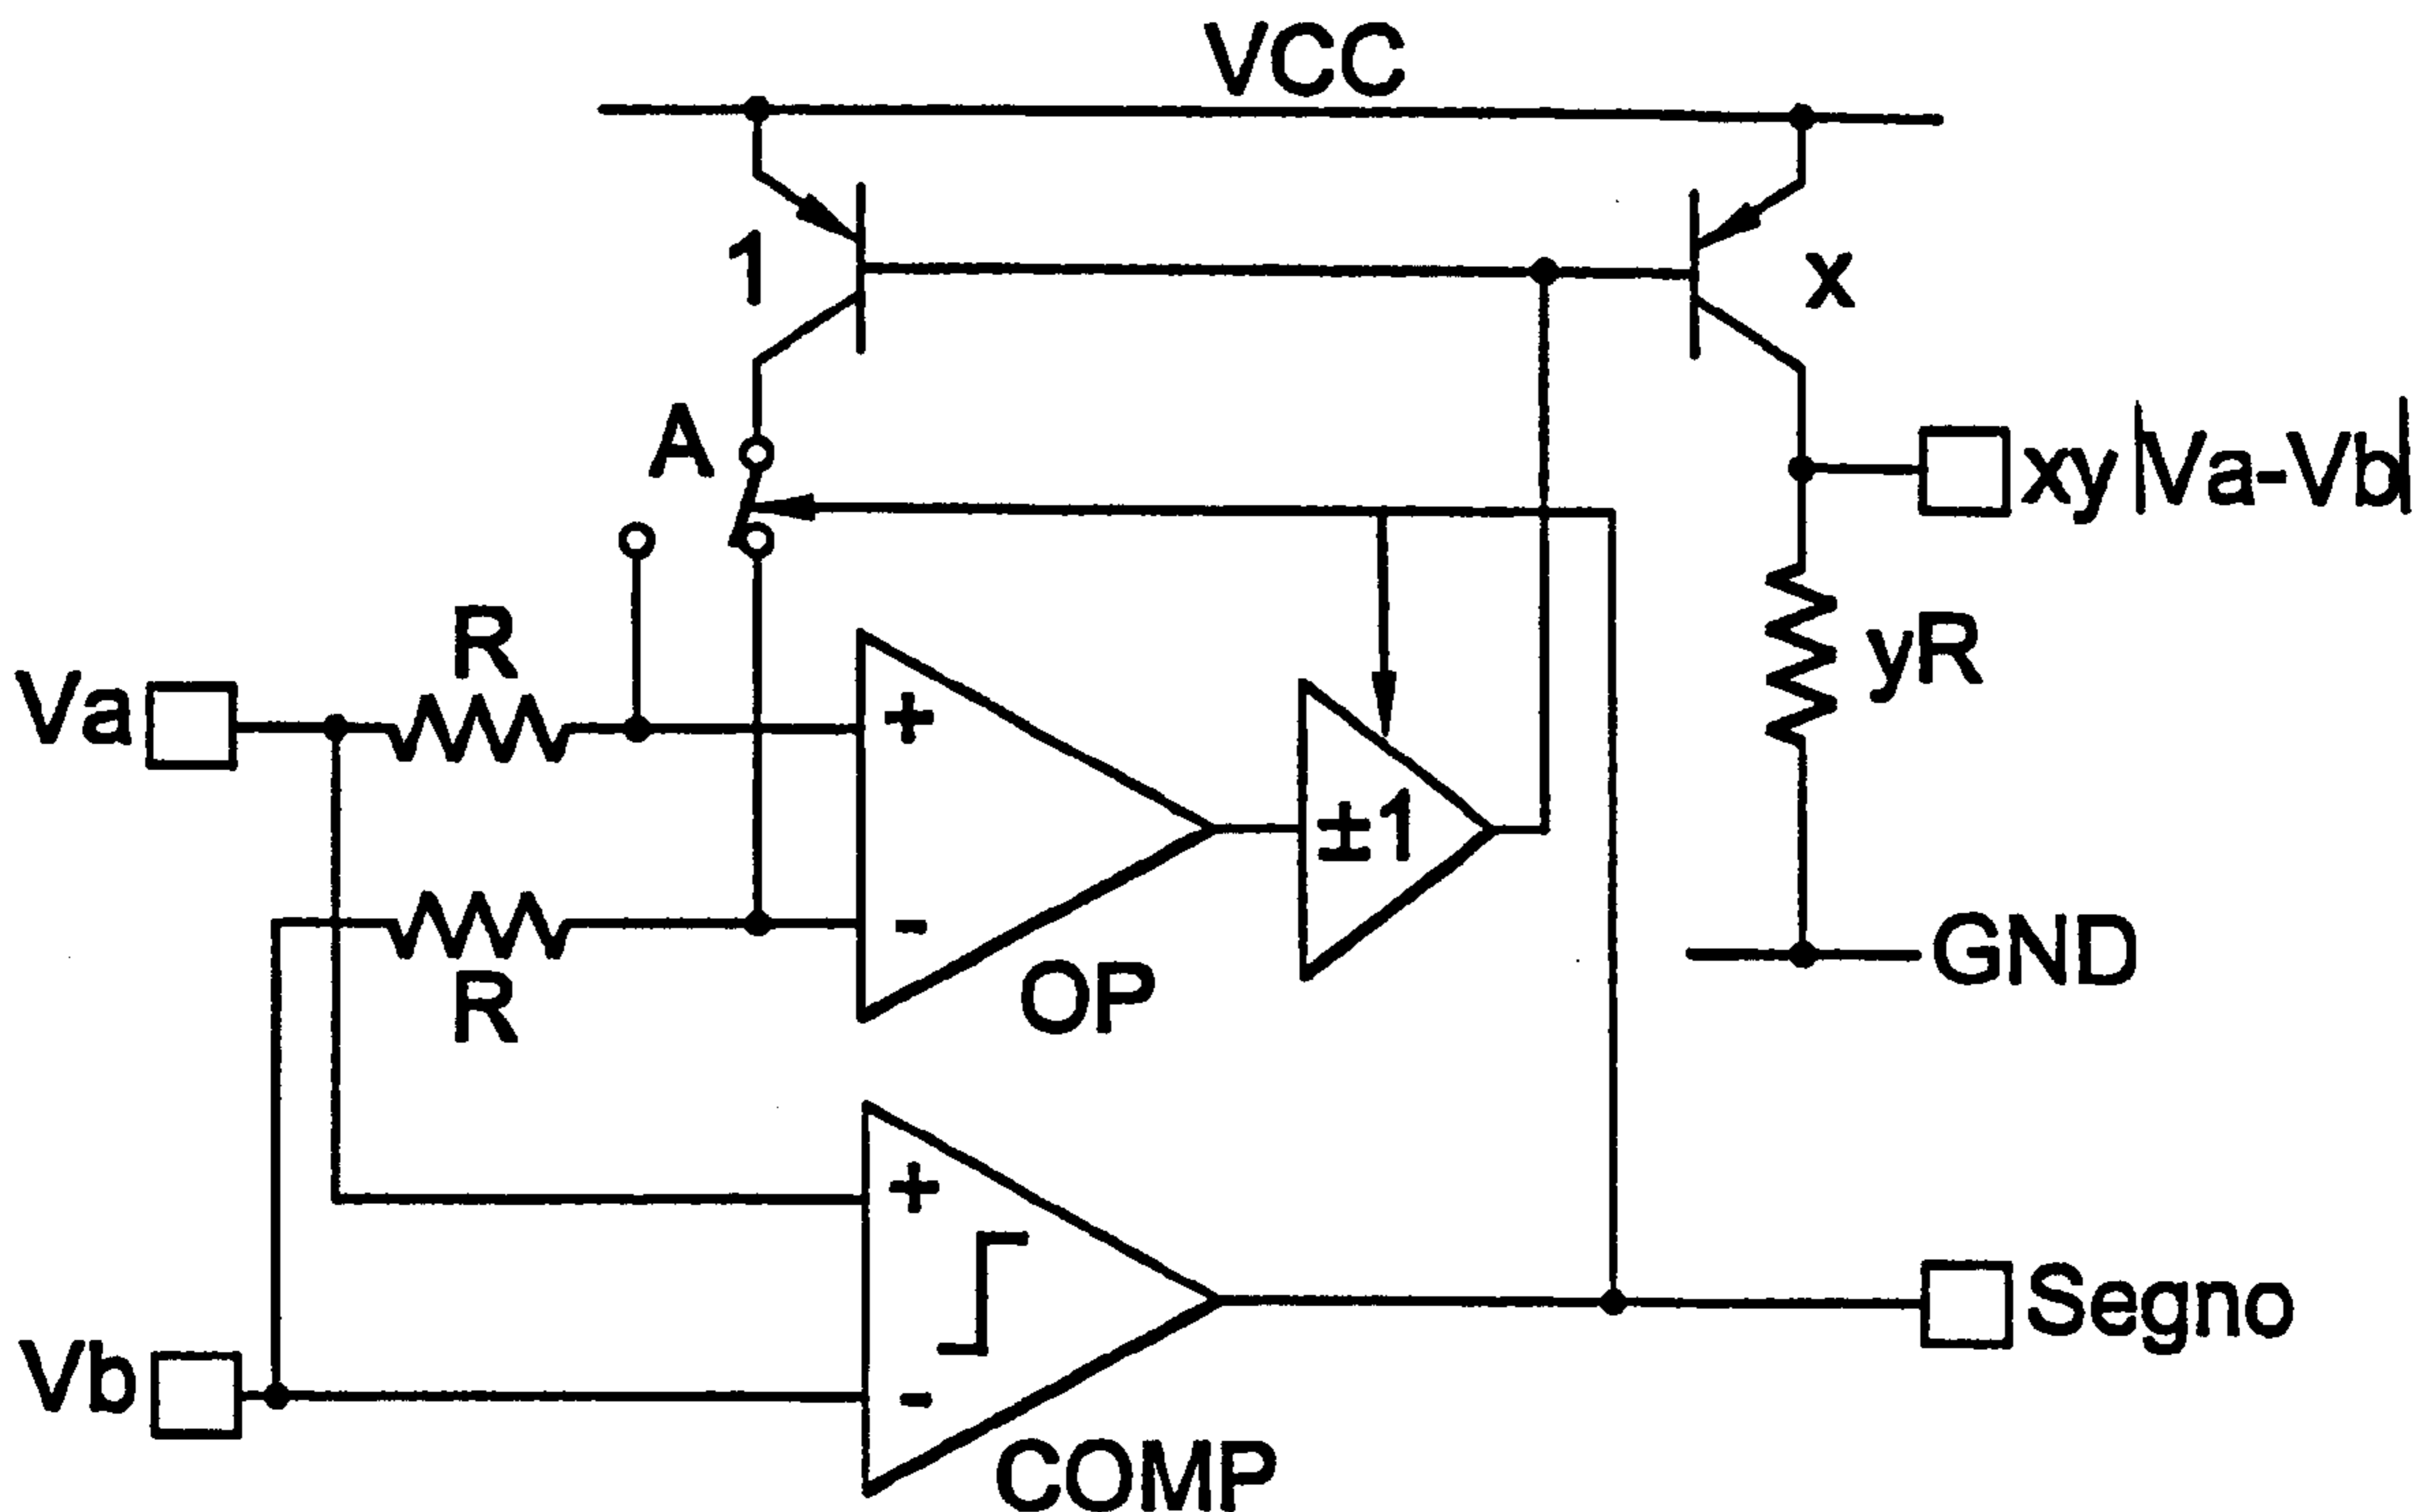 VCC
1
x
A
xy |Va-Vb|
R
yR
Va
+
±1
-
GND
R
OP
+
Segno
Vb
-
COMP